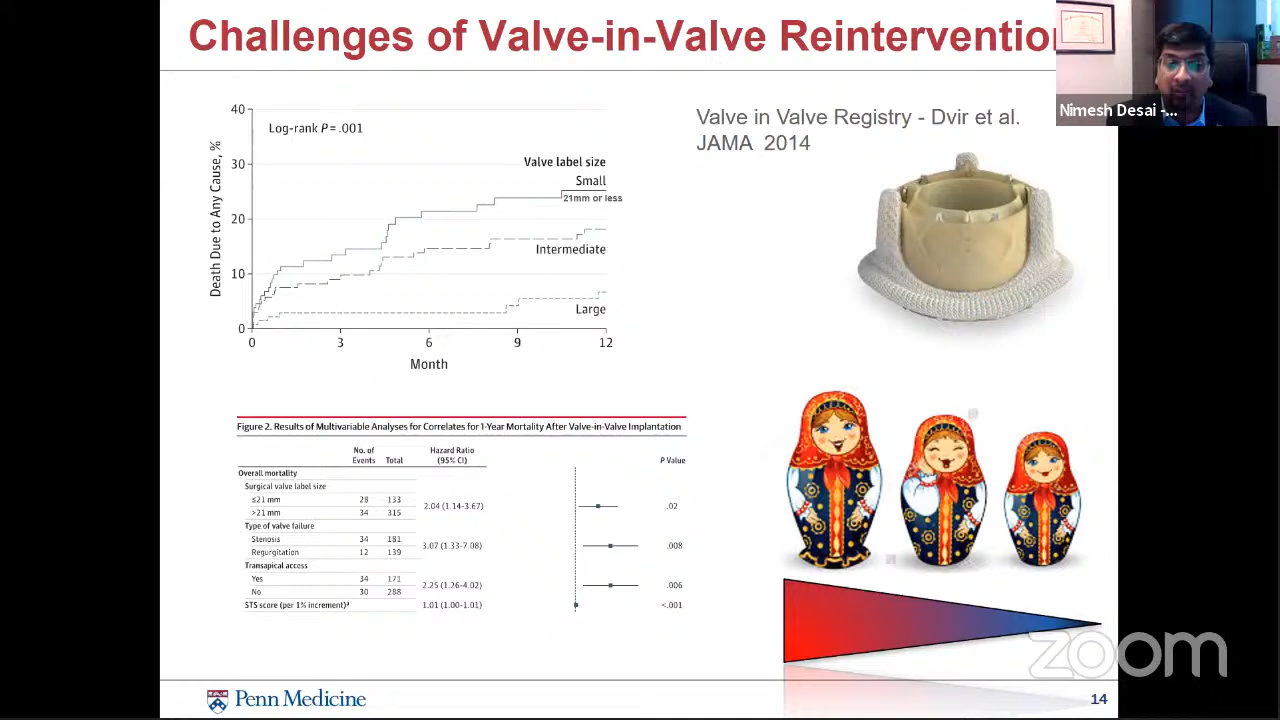 Challenges of Valve-in-Valve Reintervention
Nimesh Desai -...
Valve in Valve Registry - Dvir et al.
JAMA 2014
Death Due to Any Cause, %
40
30
20
10
0
Log-rank P = .001
Valve label size
Small
21mm or less
Intermediate
Large
0 3 6 9 12
Month
Figure 2. Results of Multivariable Analyses for Correlates for 1-Year Mortality After Valve-in-Valve Implantation
No. of Events Total Hazard Ratio (95% CI) P Value
Overall mortality
Surgical valve label size
≤21 mm 28 133
>21 mm 34 315
2.04 (1.14-3.67) .02
Type of valve failure
Stenosis 34 181
Regurgitation 12 139
3.07 (1.33-7.08) .008
Transapical access
Yes 34 171
No 30 288
2.25 (1.26-4.02) .006
STS score (per 1% increment)ᵃ 1.01 (1.00-1.01) <.001
zoom
Penn Medicine
14